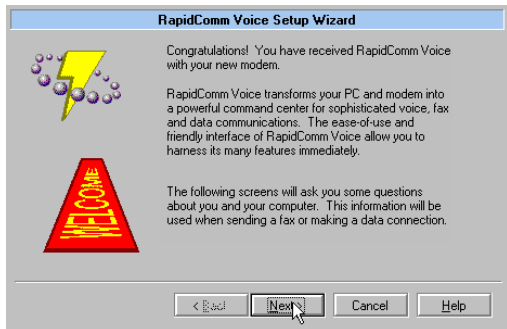 RapidComm Voice Setup Wizard
Congratulations! You have received RapidComm Voice
with your new modem.
RapidComm Voice transforms your PC and modem into
a powerful command center for sophisticated voice, fax
and data communications. The ease-of-use and
friendly interface of RapidComm Voice allow you to
harness its many features immediately.
The following screens will ask you some questions
about you and your computer. This information will be
used when sending a fax or making a data connection.
WELCOME
< Back Next > Cancel Help